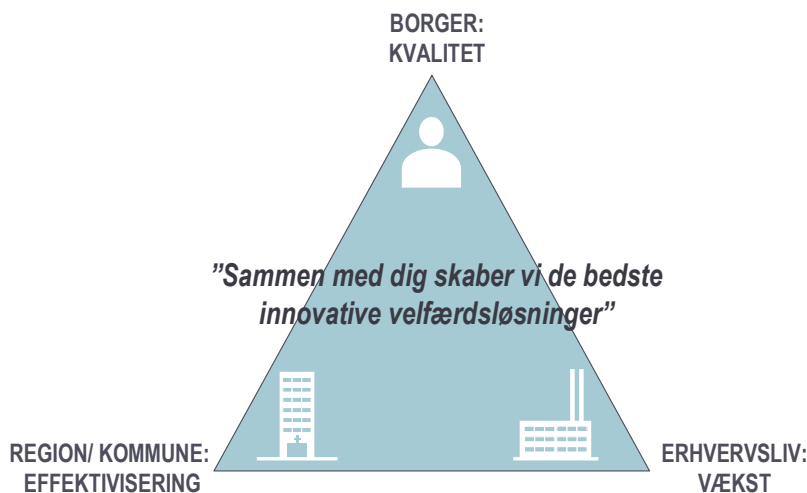 BORGER:
KVALITET
”Sammen med dig skaber vi de bedste
innovative velfærdsløsninger”
REGION/ KOMMUNE:
EFFEKTIVISERING
ERHVERVSLIV:
VÆKST